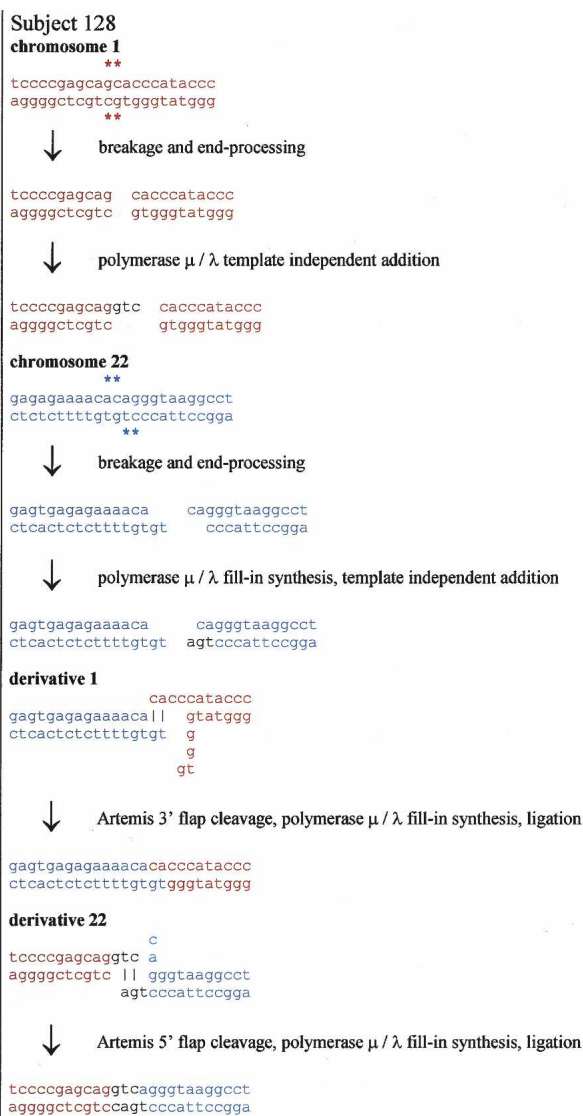 Subject 128
chromosome 1
**
tccccgagcagcacccataccc
aggggctcgtcgtgggtatggg
**
↓ breakage and end-processing
tccccgagcag cacccataccc
aggggctcgtc gtgggtatggg
↓ polymerase μ / λ template independent addition
tccccgagcaggtc cacccataccc
aggggctcgtc gtgggtatggg
chromosome 22
**
gagagaaaacacagggtaaggcct
ctctcttttgtgtcccattccgga
**
↓ breakage and end-processing
gagtgagagaaaaca cagggtaaggcct
ctcactctcttttgtgt cccattccgga
↓ polymerase μ / λ fill-in synthesis, template independent addition
gagtgagagaaaaca cagggtaaggcct
ctcactctcttttgtgt agtcccattccgga
derivative 1
cacccataccc
gagtgagagaaaaca|| gtatggg
ctcactctcttttgtgt g
g
gt
↓ Artemis 3' flap cleavage, polymerase μ / λ fill-in synthesis, ligation
gagtgagagaaaacacacccataccc
ctcactctcttttgtgtgggtatggg
derivative 22
c
tccccgagcaggtc a
aggggctcgtc || gggtaaggcct
agtcccattccgga
↓ Artemis 5' flap cleavage, polymerase μ / λ fill-in synthesis, ligation
tccccgagcaggtcagggtaaggcct
aggggctcgtccagtcccattccgga